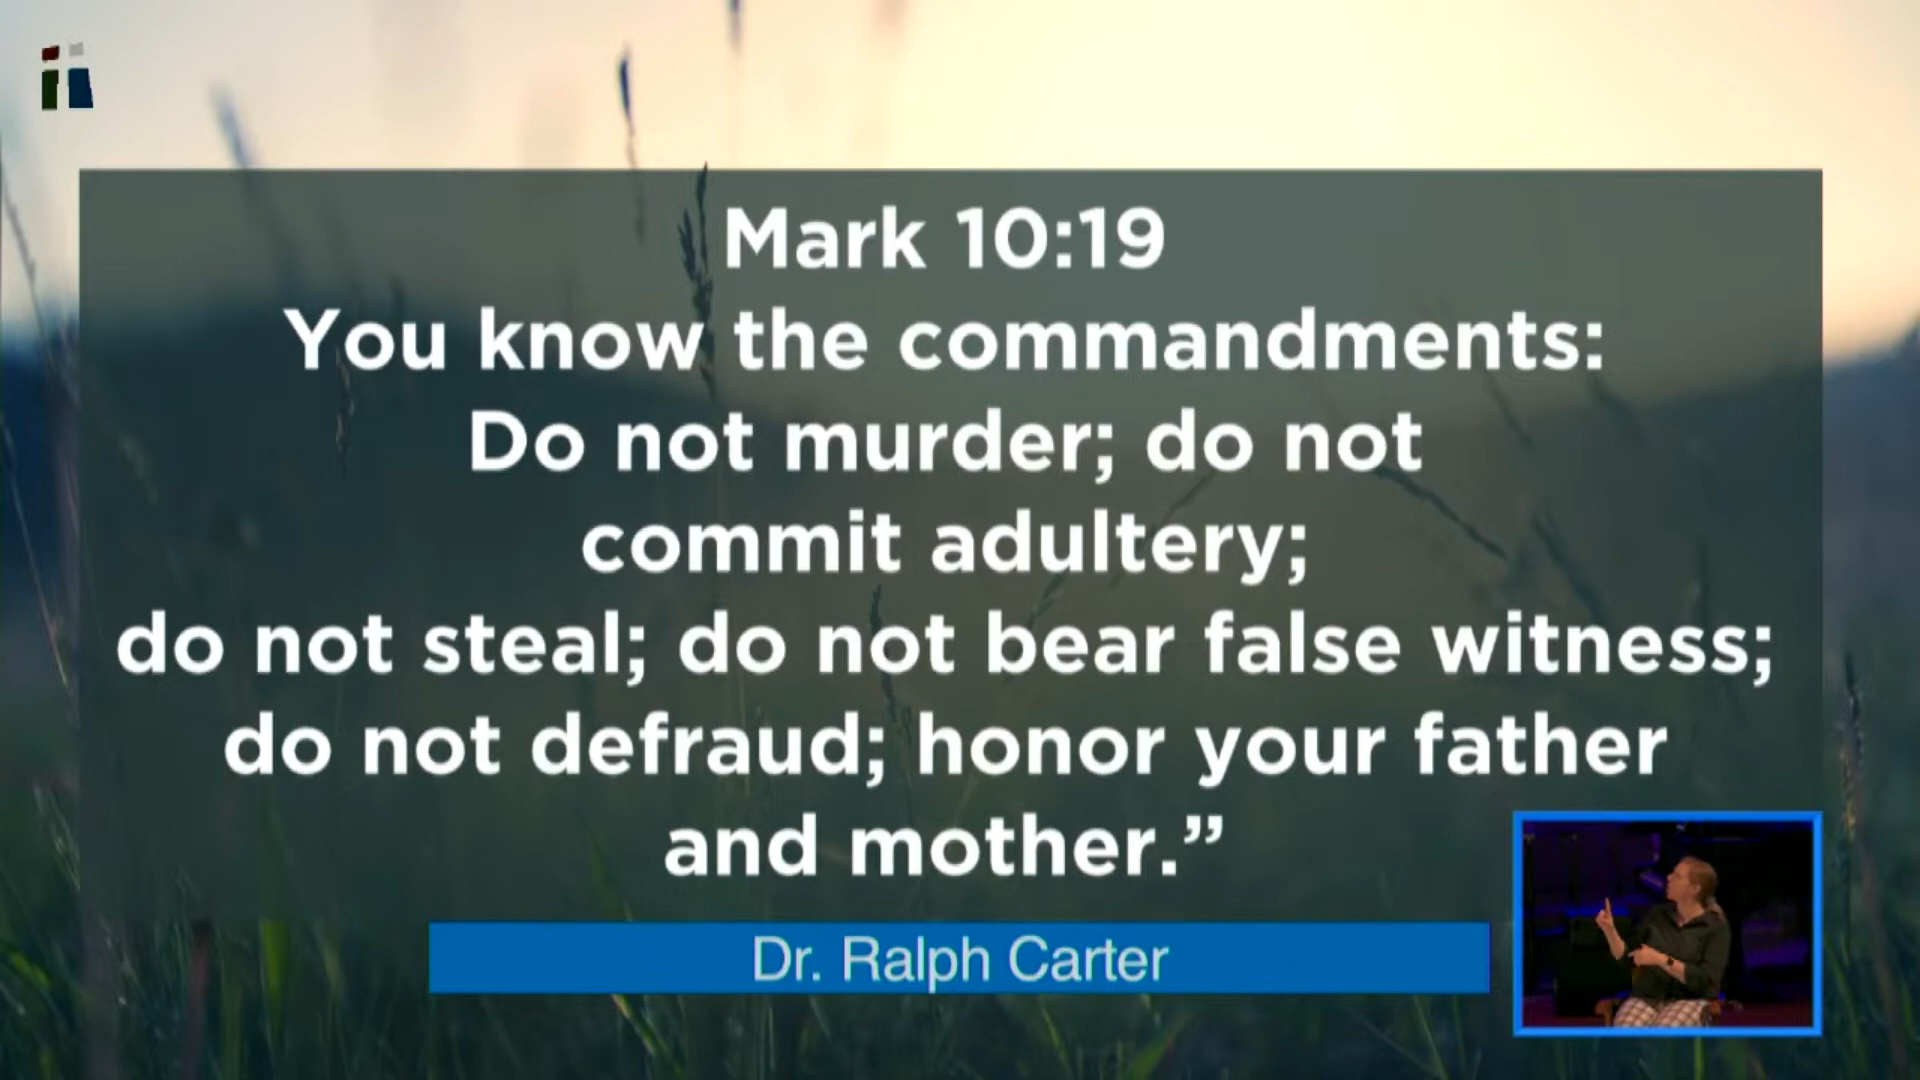 Mark 10:19
You know the commandments:
Do not murder; do not
commit adultery;
do not steal; do not bear false witness;
do not defraud; honor your father
and mother.”
Dr. Ralph Carter